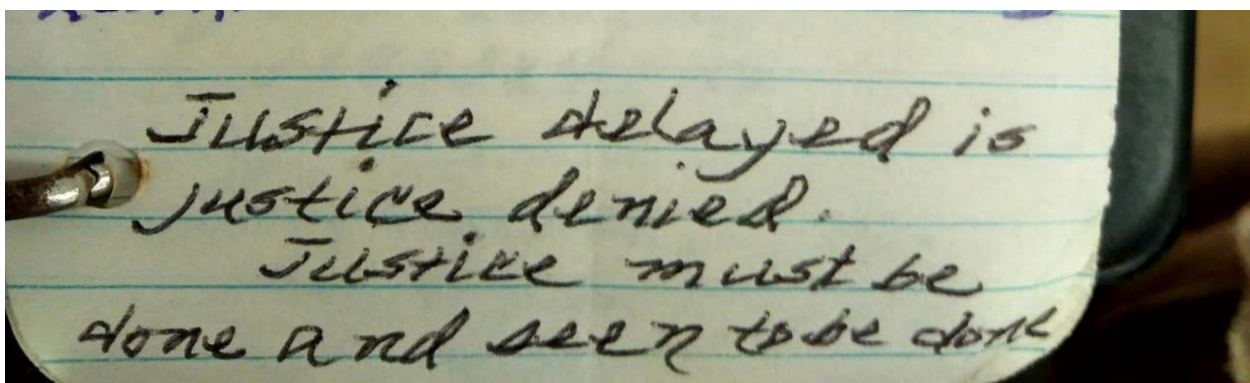 Justice delayed is
justice denied.
Justice must be
done and seen to be done